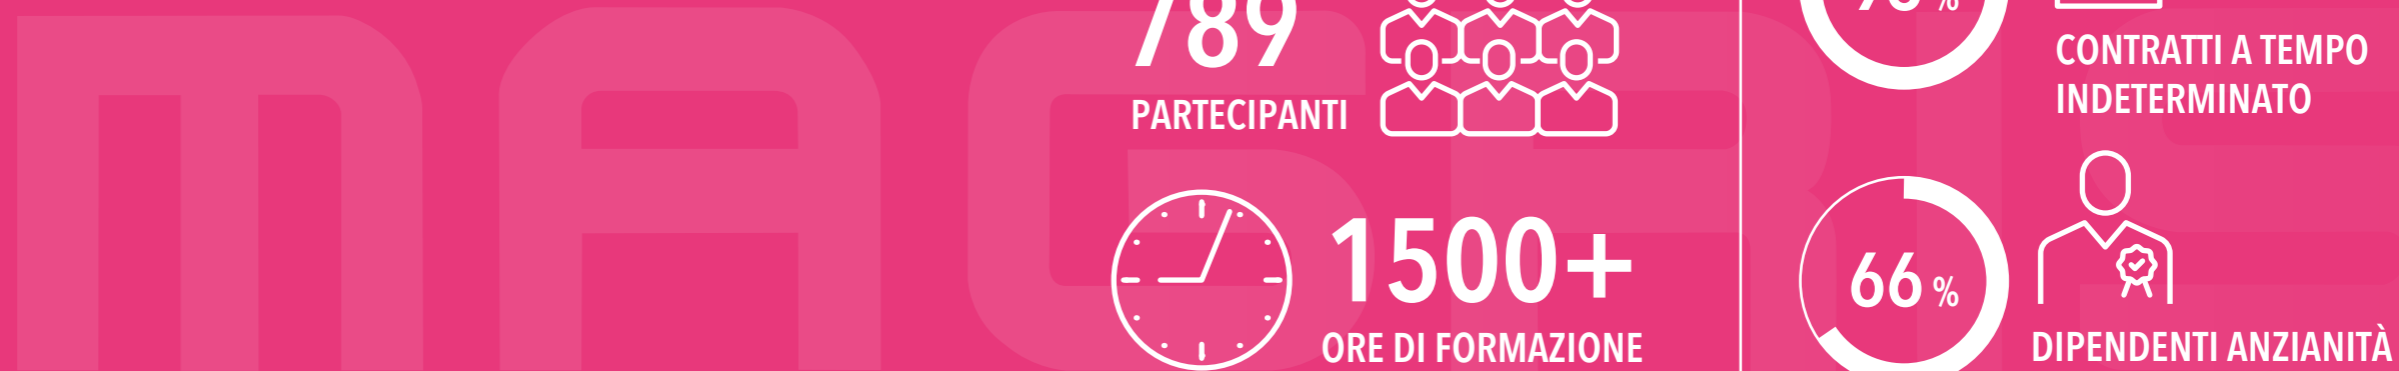 789
PARTECIPANTI
1500+
ORE DI FORMAZIONE
%
CONTRATTI A TEMPO
INDETERMINATO
66 %
DIPENDENTI ANZIANITÀ